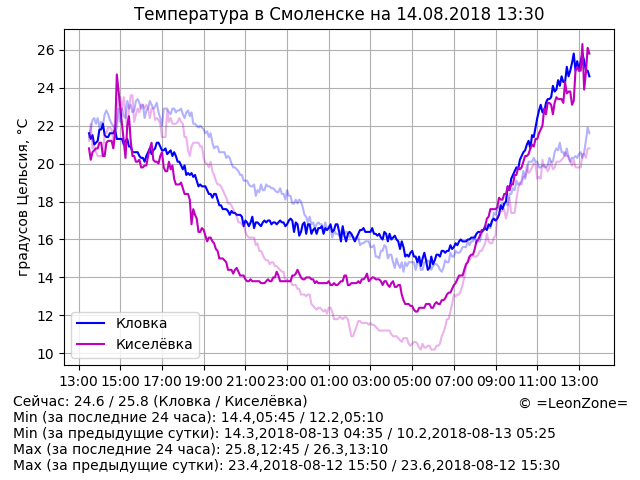 Температура в Смоленске на 14.08.2018 13:30
градусов Цельсия, °C
26
24
22
20
18
16
14
12
10
Кловка
Киселёвка
13:00 15:00 17:00 19:00 21:00 23:00 01:00 03:00 05:00 07:00 09:00 11:00 13:00
Сейчас: 24.6 / 25.8 (Кловка / Киселёвка)
© =LeonZone=
Min (за последние 24 часа): 14.4,05:45 / 12.2,05:10
Min (за предыдущие сутки): 14.3,2018-08-13 04:35 / 10.2,2018-08-13 05:25
Max (за последние 24 часа): 25.8,12:45 / 26.3,13:10
Max (за предыдущие сутки): 23.4,2018-08-12 15:50 / 23.6,2018-08-12 15:30